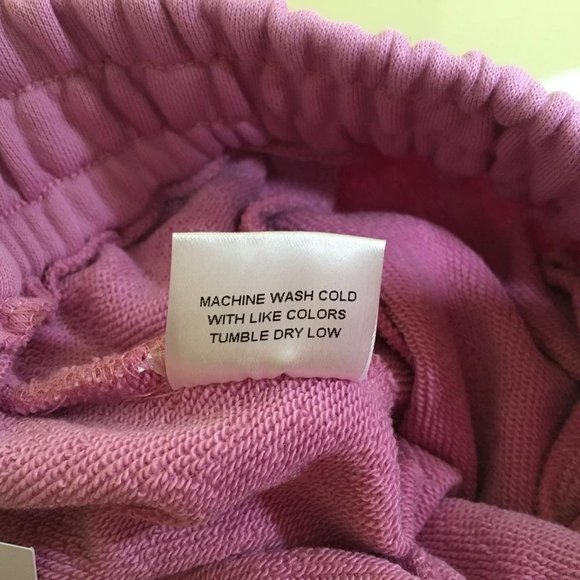 MACHINE WASH COLD
WITH LIKE COLORS
TUMBLE DRY LOW